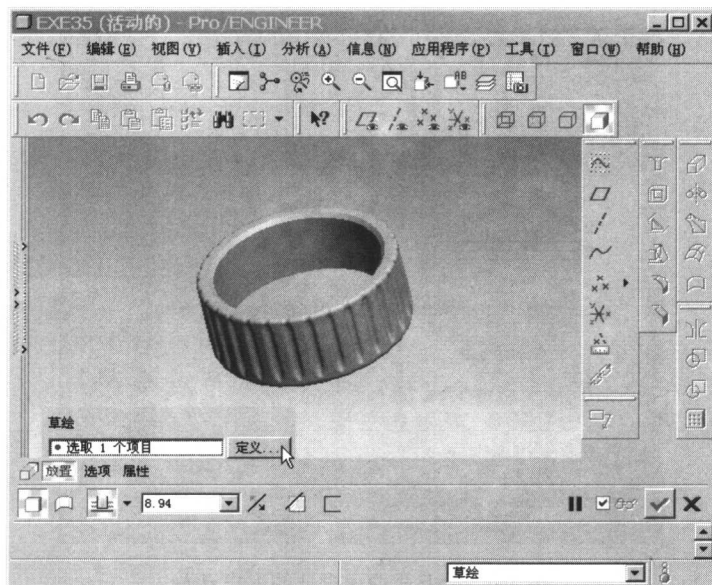 EXE35 (活动的) - Pro/ENGINEER
文件(F) 编辑(E) 视图(V) 插入(I) 分析(A) 信息(N) 应用程序(P) 工具(T) 窗口(W) 帮助(H)
草绘
选取 1 个项目 定义...
放置 选项 属性
8.94
草绘